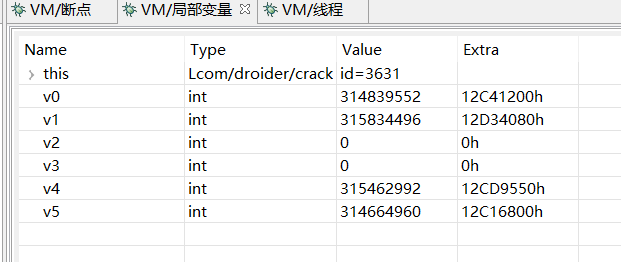 VM/断点 VM/局部变量 VM/线程
Name Type Value Extra
this Lcom/droider/crack id=3631
v0 int 314839552 12C41200h
v1 int 315834496 12D34080h
v2 int 0 0h
v3 int 0 0h
v4 int 315462992 12CD9550h
v5 int 314664960 12C16800h